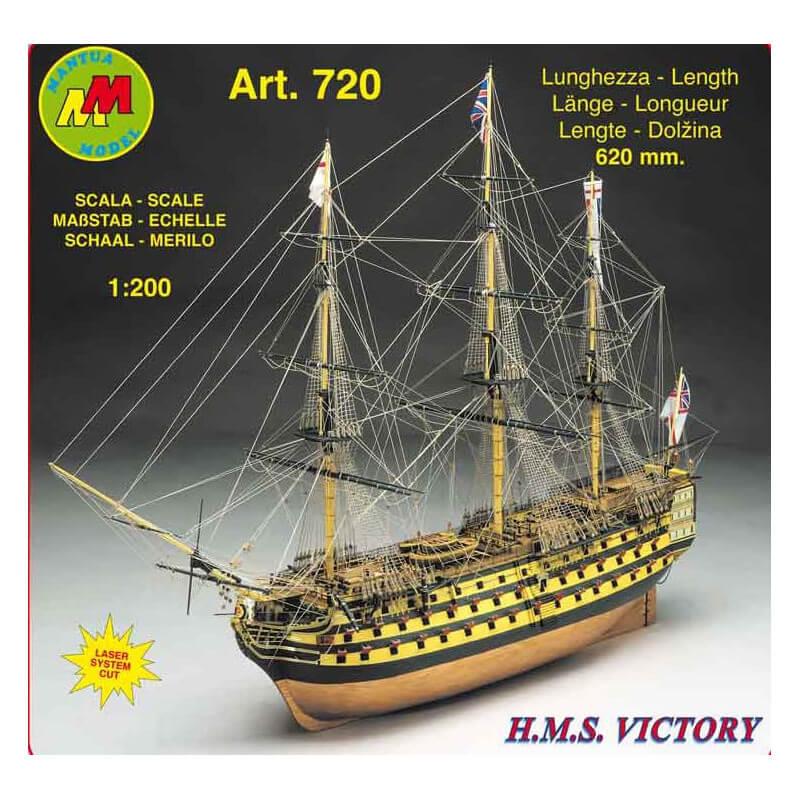 MANTUA
MM
MODEL
Art. 720
Lunghezza - Length
Länge - Longueur
Lengte - Dolžina
620 mm.
SCALA - SCALE
MAßSTAB - ECHELLE
SCHAAL - MERILO
1:200
LASER
SYSTEM
CUT
H.M.S. VICTORY